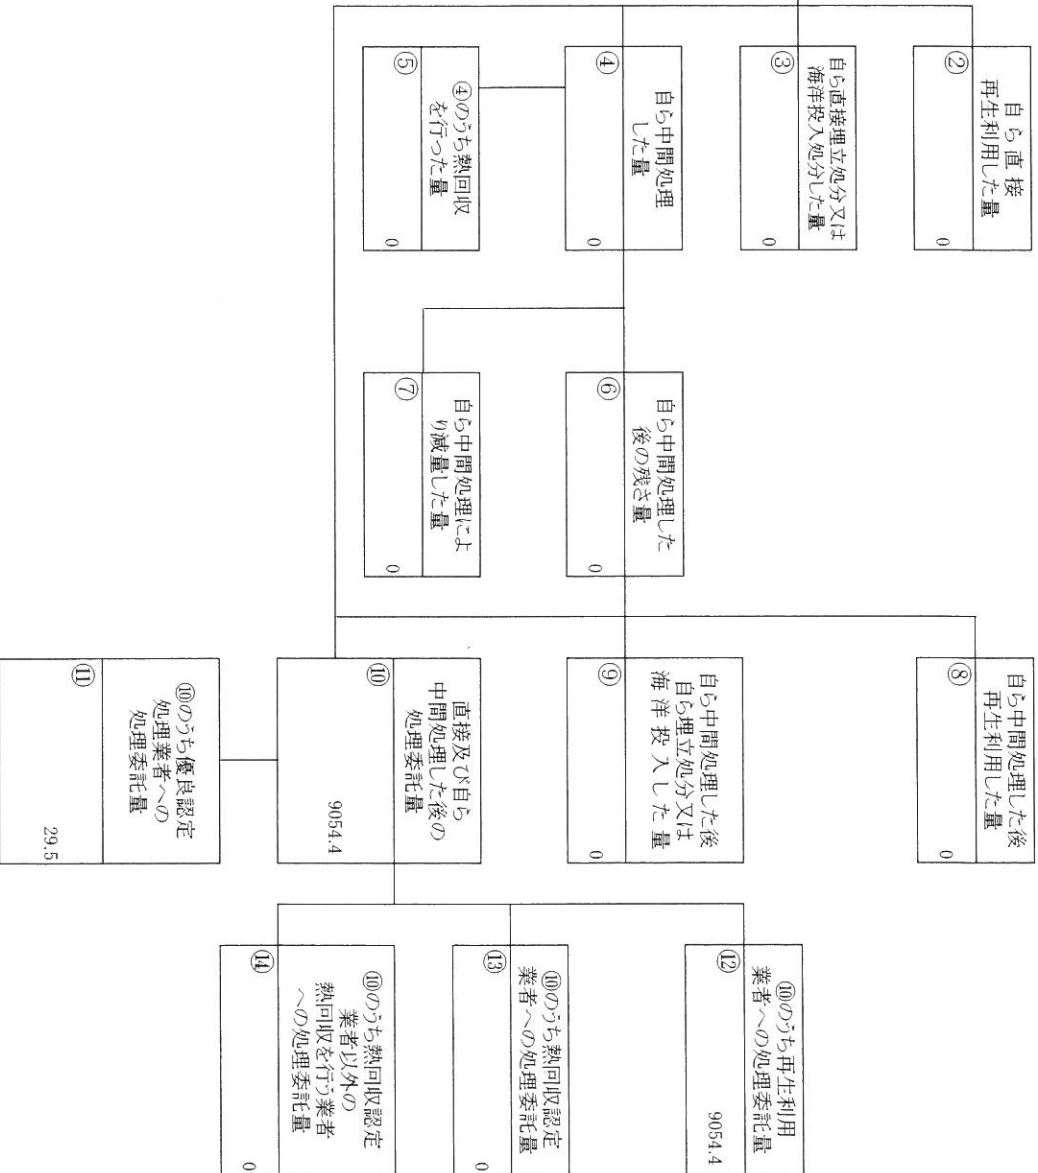 ②
自ら直接
再生利用した量
0
③
自ら直接埋立処分又は
海洋投入処分した量
0
④
自ら中間処理
した量
0
⑤
④のうち熱回収
を行った量
0
⑥
自ら中間処理した
後の残さ量
0
⑦
自ら中間処理によ
り減量した量
0
⑧
自ら中間処理した後
再生利用した量
0
⑨
自ら中間処理した後
自ら埋立処分又は
海洋投入した量
0
⑩
直接及び自ら
中間処理した後の
処理委託量
9054.4
⑪
⑩のうち優良認定
処理業者への
処理委託量
29.5
⑫
⑩のうち再生利用
業者への処理委託量
9054.4
⑬
⑩のうち熱回収認定
業者への処理委託量
0
⑭
⑩のうち熱回収認定
業者以外の
熱回収を行う業者
への処理委託量
0